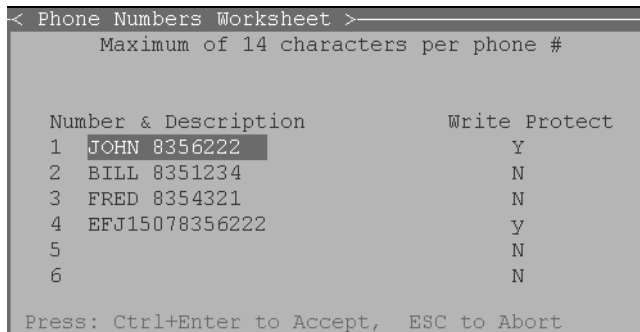 < Phone Numbers Worksheet >
Maximum of 14 characters per phone #
Number & Description Write Protect
1 JOHN 8356222 Y
2 BILL 8351234 N
3 FRED 8354321 N
4 EFJ15078356222 y
5 N
6 N
Press: Ctrl+Enter to Accept, ESC to Abort